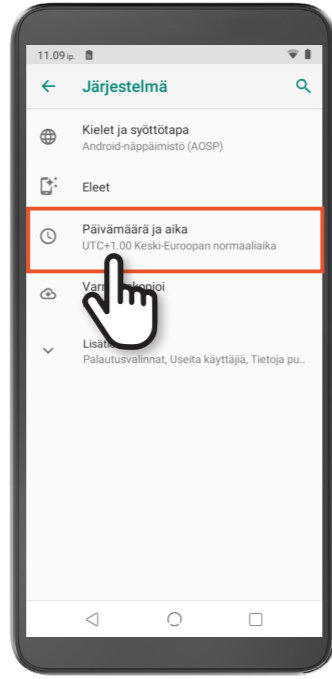 11.09 ip.
Järjestelmä
Kielet ja syöttötapa
Android-näppäimistö (AOSP)
Eleet
Päivämäärä ja aika
UTC+1.00 Keski-Euroopan normaaliaika
Palautusvalinnat, Useita käyttäjiä, Tietoja pu..